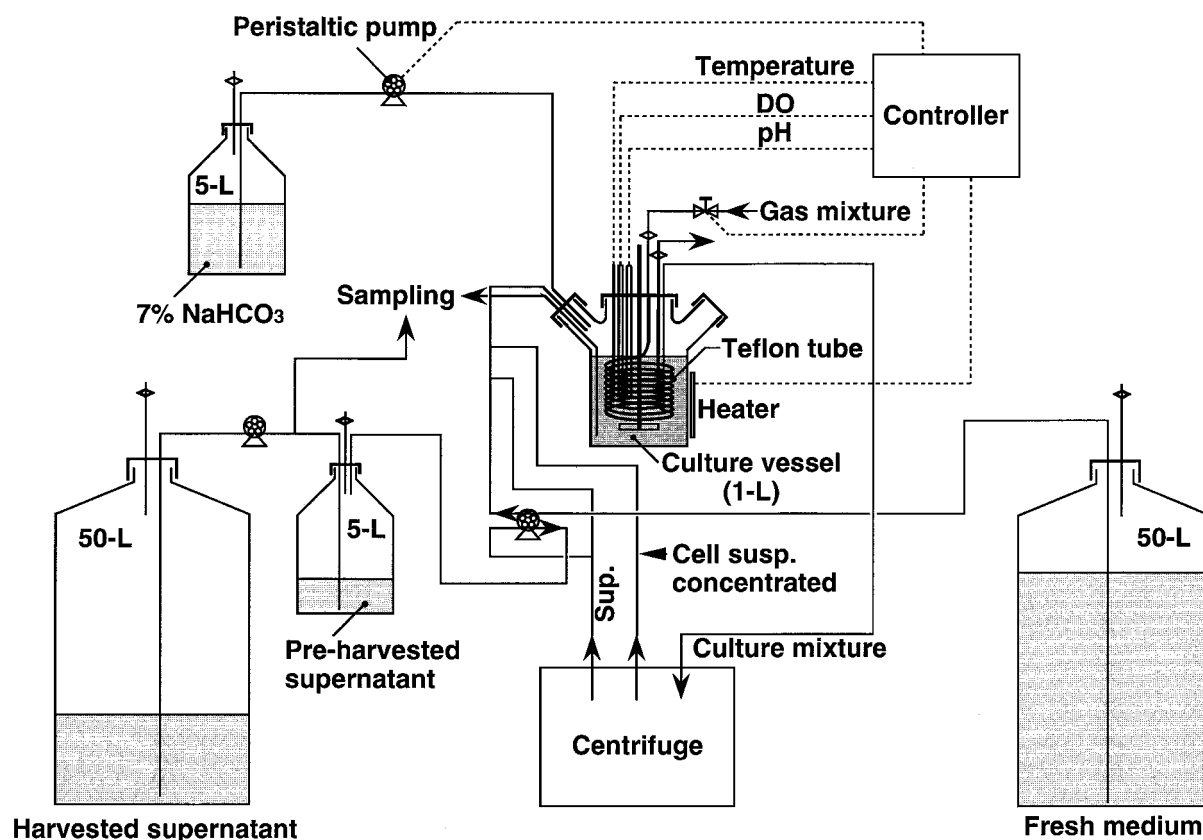 Peristaltic pump
Temperature
DO
pH
Controller
5-L
Gas mixture
7% NaHCO3
Sampling
Teflon tube
Heater
Culture vessel
(1-L)
50-L
5-L
50-L
Cell susp.
concentrated
Sup.
Pre-harvested
supernatant
Culture mixture
Centrifuge
Harvested supernatant
Fresh medium